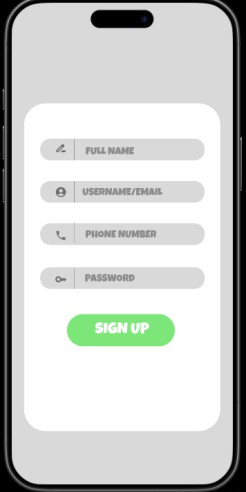 FULL NAME
USERNAME/EMAIL
PHONE NUMBER
PASSWORD
SIGN UP